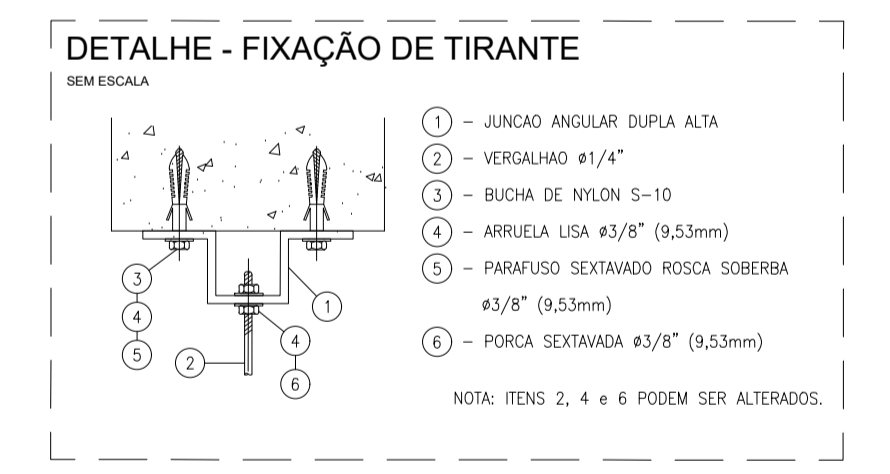 DETALHE - FIXAÇÃO DE TIRANTE
SEM ESCALA
1 - JUNCAO ANGULAR DUPLA ALTA
2 - VERGALHAO ø1/4"
3 - BUCHA DE NYLON S-10
4 - ARRUELA LISA ø3/8" (9,53mm)
5 - PARAFUSO SEXTAVADO ROSCA SOBERBA
ø3/8" (9,53mm)
6 - PORCA SEXTAVADA ø3/8" (9,53mm)
NOTA: ITENS 2, 4 e 6 PODEM SER ALTERADOS.
3
4
5
2
1
4
6